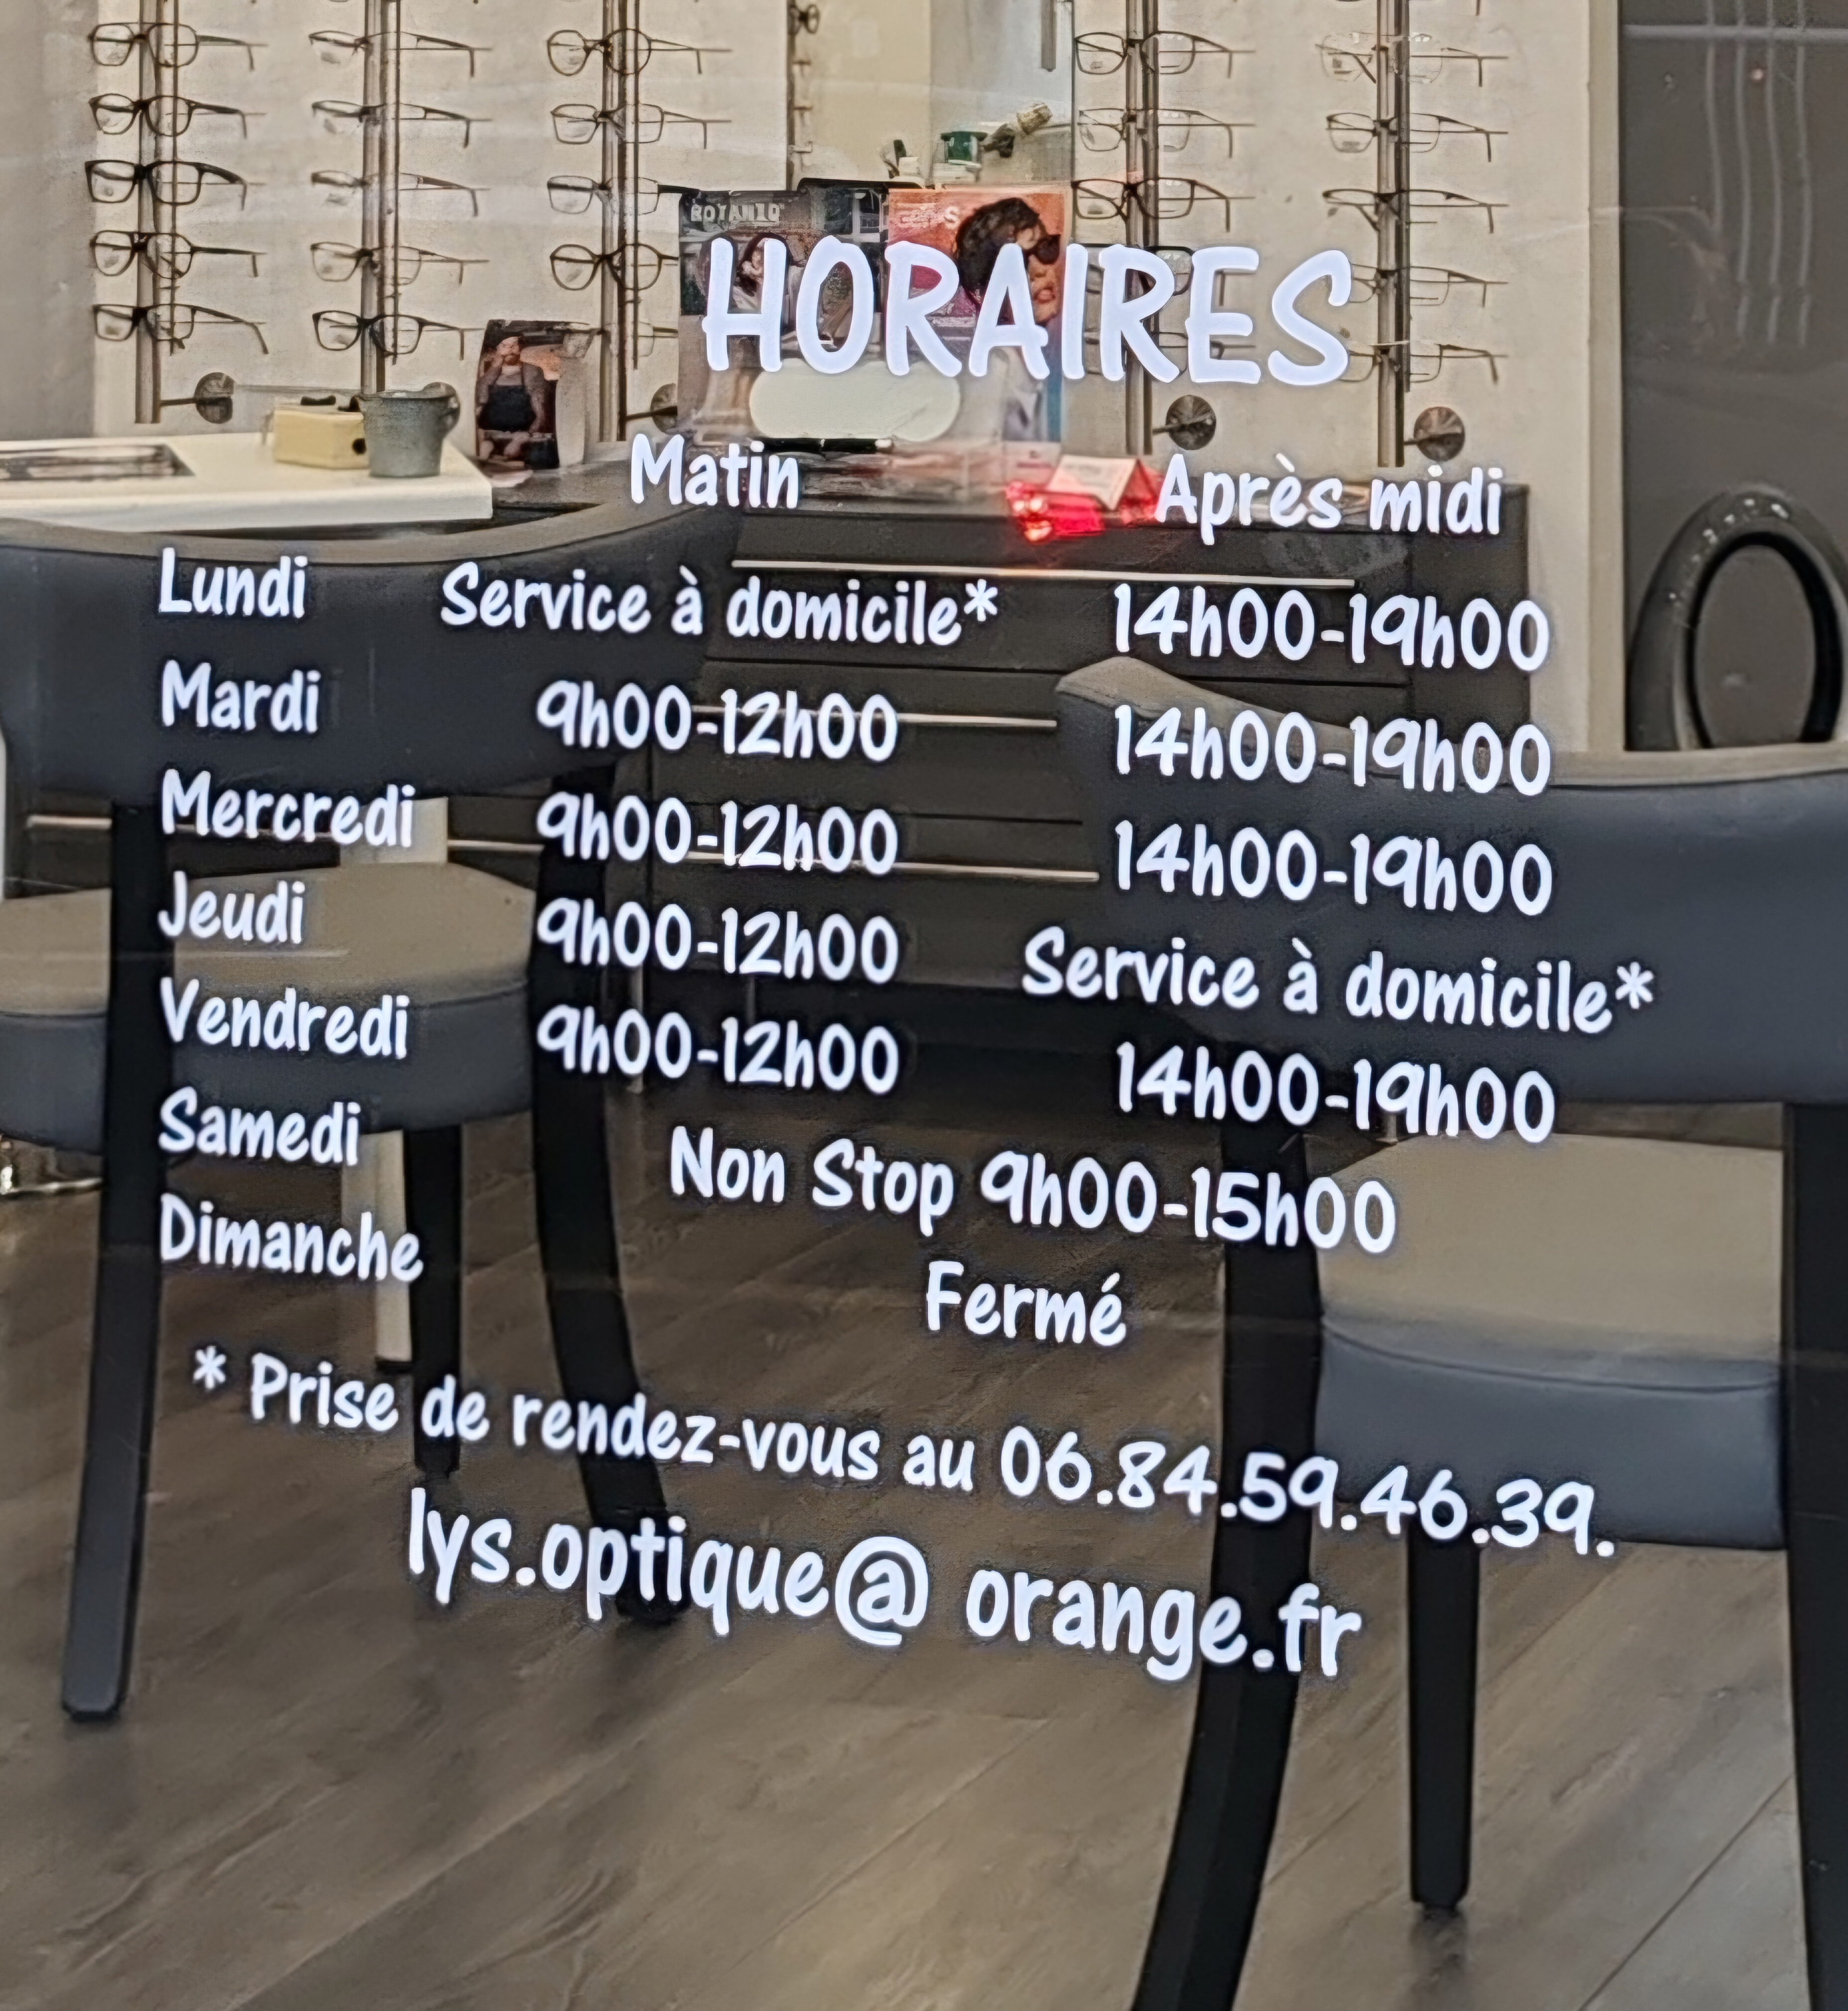 BOTANIQ
HORAIRES
Matin Après midi
Lundi Service à domicile* 14h00-19h00
Mardi 9h00-12h00 14h00-19h00
Mercredi 9h00-12h00 14h00-19h00
Jeudi 9h00-12h00 Service à domicile*
Vendredi 9h00-12h00 14h00-19h00
Samedi Non Stop 9h00-15h00
Dimanche Fermé
* Prise de rendez-vous au 06.84.59.46.39.
lys.optique@ orange.fr